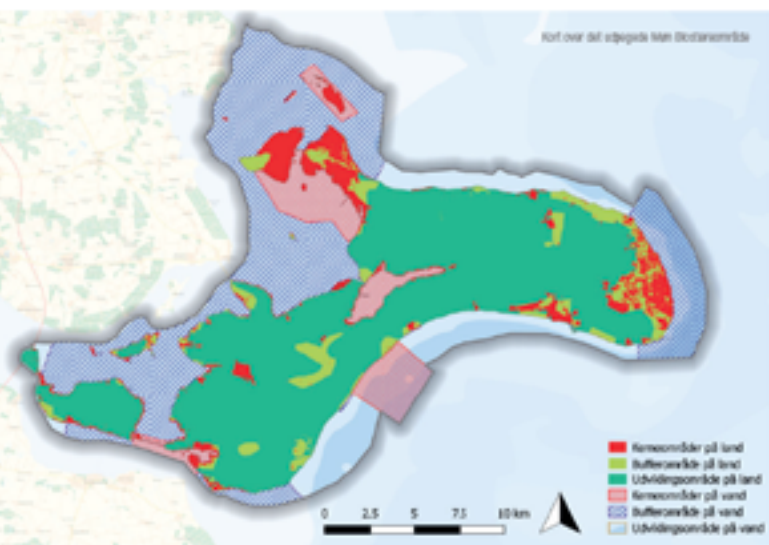 Kort over det udpegede Møn Biosfæreområde
Kerneområder på land
Bufferområde på land
Udviklingsområde på land
Kerneområder på vand
Bufferområde på vand
Udviklingsområde på vand
0 2.5 5 7.5 10 km